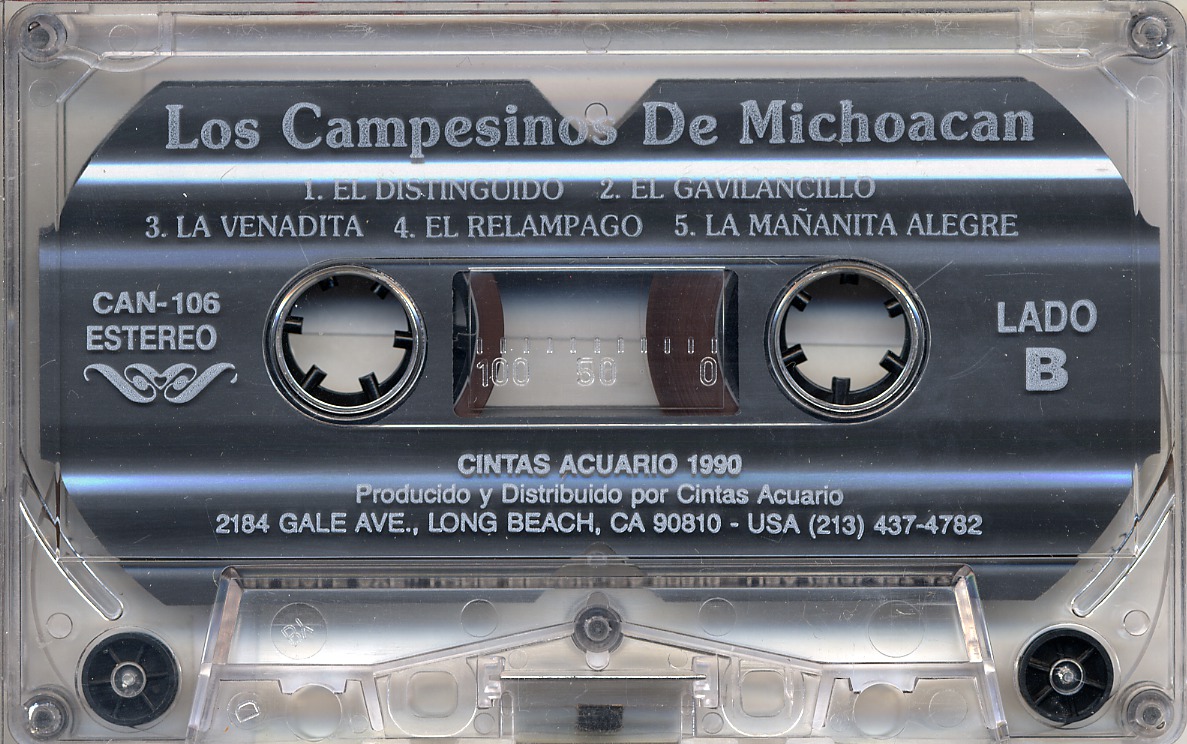 Los Campesinos De Michoacan
1. EL DISTINGUIDO 2. EL GAVILANCILLO
3. LA VENADITA 4. EL RELAMPAGO 5. LA MAÑANITA ALEGRE
CAN-106
ESTEREO
LADO
B
100 50 0
CINTAS ACUARIO 1990
Producido y Distribuido por Cintas Acuario
2184 GALE AVE., LONG BEACH, CA 90810 - USA (213) 437-4782